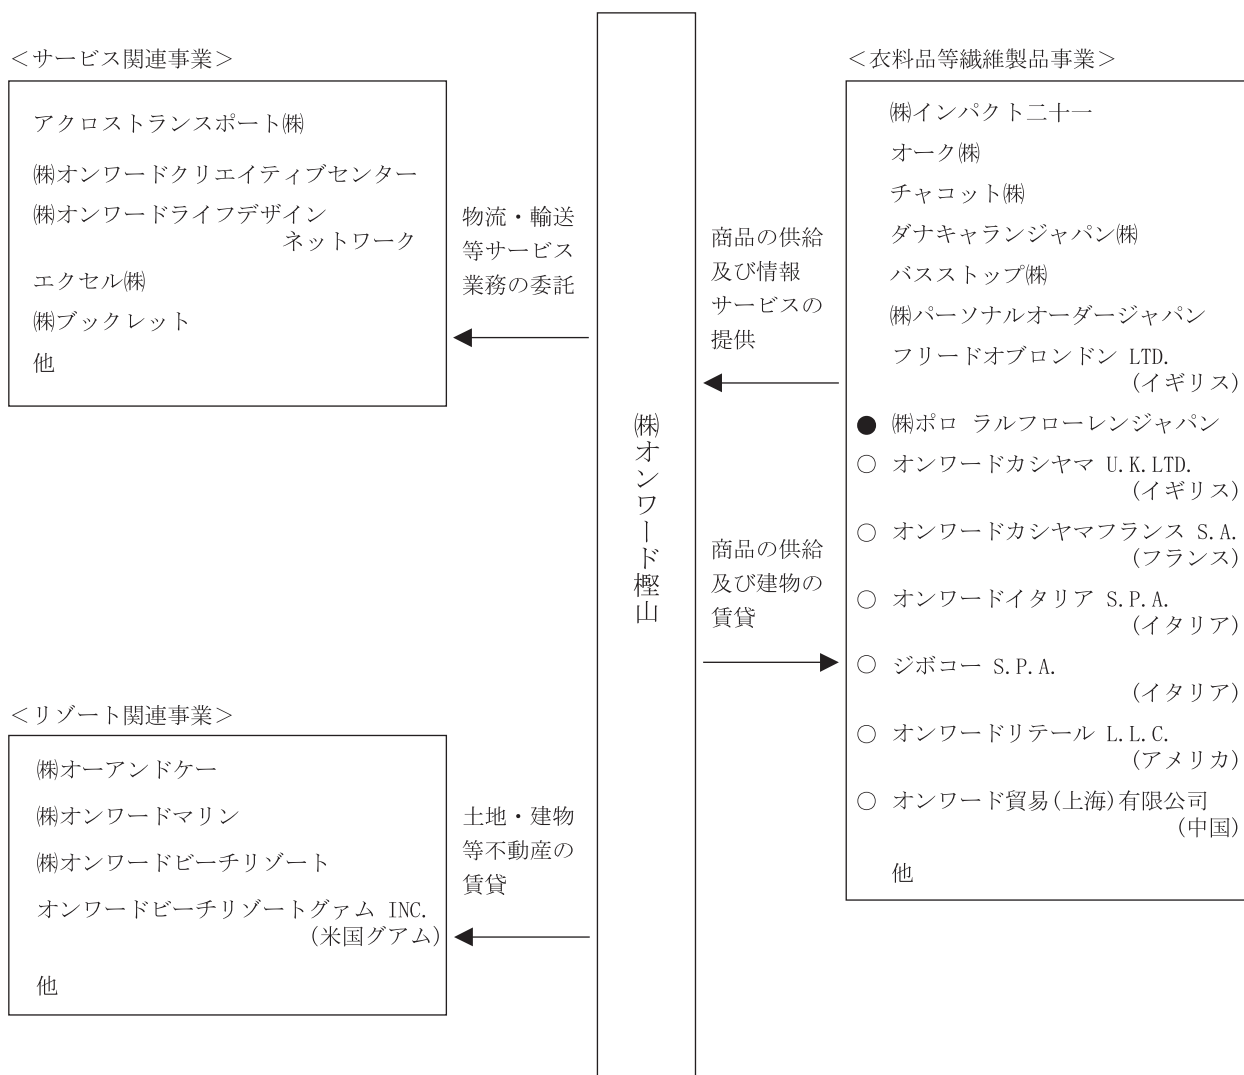 ＜サービス関連事業＞
アクロストランスポート㈱
㈱オンワードクリエイティブセンター
㈱オンワードライフデザイン
ネットワーク
エクセル㈱
㈱ブックレット
他
物流・輸送
等サービス
業務の委託
＜リゾート関連事業＞
㈱オーアンドケー
㈱オンワードマリン
㈱オンワードビーチリゾート
オンワードビーチリゾートグァム INC.
(米国グアム)
他
土地・建物
等不動産の
賃貸
㈱オンワード樫山
商品の供給
及び情報
サービスの
提供
商品の供給
及び建物の
賃貸
＜衣料品等繊維製品事業＞
㈱インパクト二十一
オーク㈱
チャコット㈱
ダナキャランジャパン㈱
バスストップ㈱
㈱パーソナルオーダージャパン
フリードオブロンドン LTD.
(イギリス)
● ㈱ポロ ラルフローレンジャパン
○ オンワードカシヤマ U.K.LTD.
(イギリス)
○ オンワードカシヤマフランス S.A.
(フランス)
○ オンワードイタリア S.P.A.
(イタリア)
○ ジボコー S.P.A.
(イタリア)
○ オンワードリテール L.L.C.
(アメリカ)
○ オンワード貿易(上海)有限公司
(中国)
他